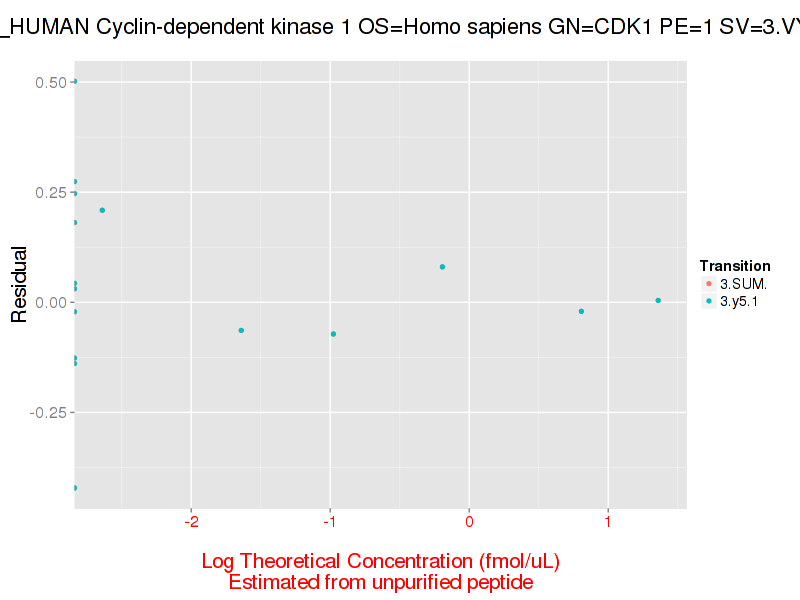 _HUMAN Cyclin-dependent kinase 1 OS=Homo sapiens GN=CDK1 PE=1 SV=3.VY
0.50
0.25
0.00
-0.25
Residual
-2
-1
0
1
Log Theoretical Concentration (fmol/uL)
Estimated from unpurified peptide
Transition
3.SUM.
3.y5.1